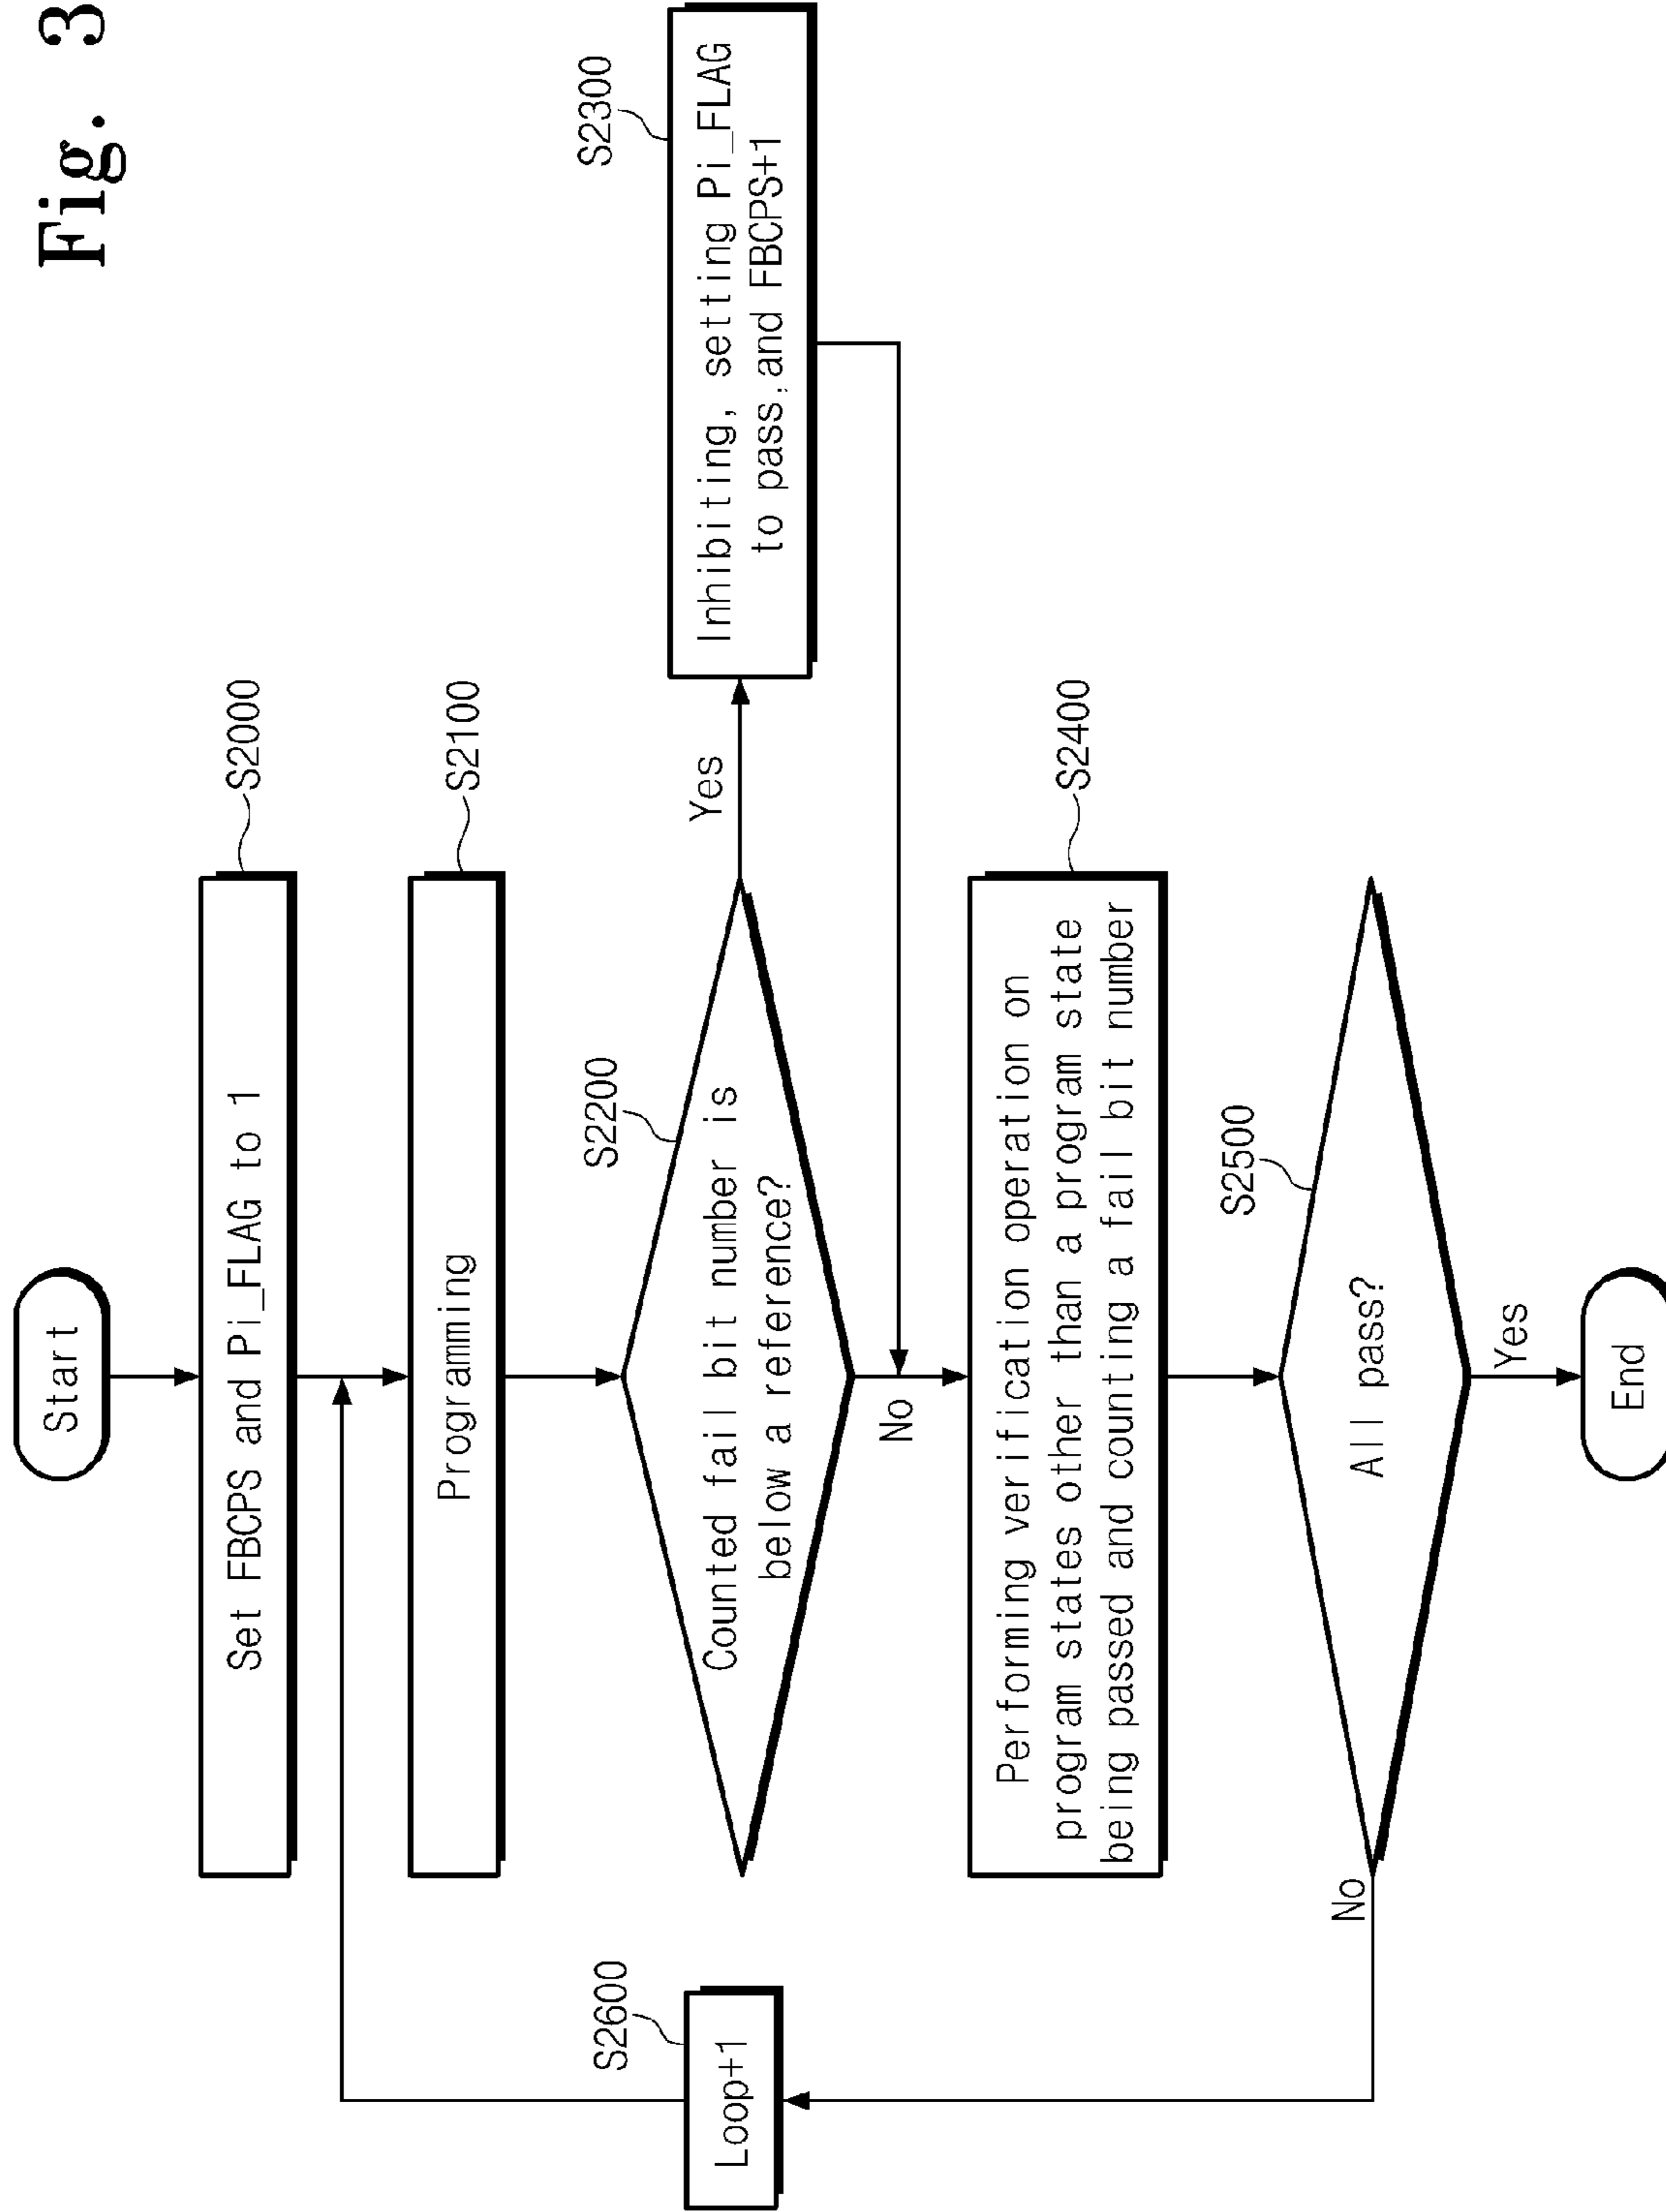 Fig. 3
Start
S2000
Set FBCPS and Pi_FLAG to 1
S2100
Programming
S2200
Counted fail bit number is
below a reference?
Yes
S2300
Inhibiting, setting Pi_FLAG
to pass, and FBCPS+1
No
S2400
Performing verification operation on
program states other than a program state
being passed and counting a fail bit number
S2500
All pass?
No
S2600
Loop+1
Yes
End